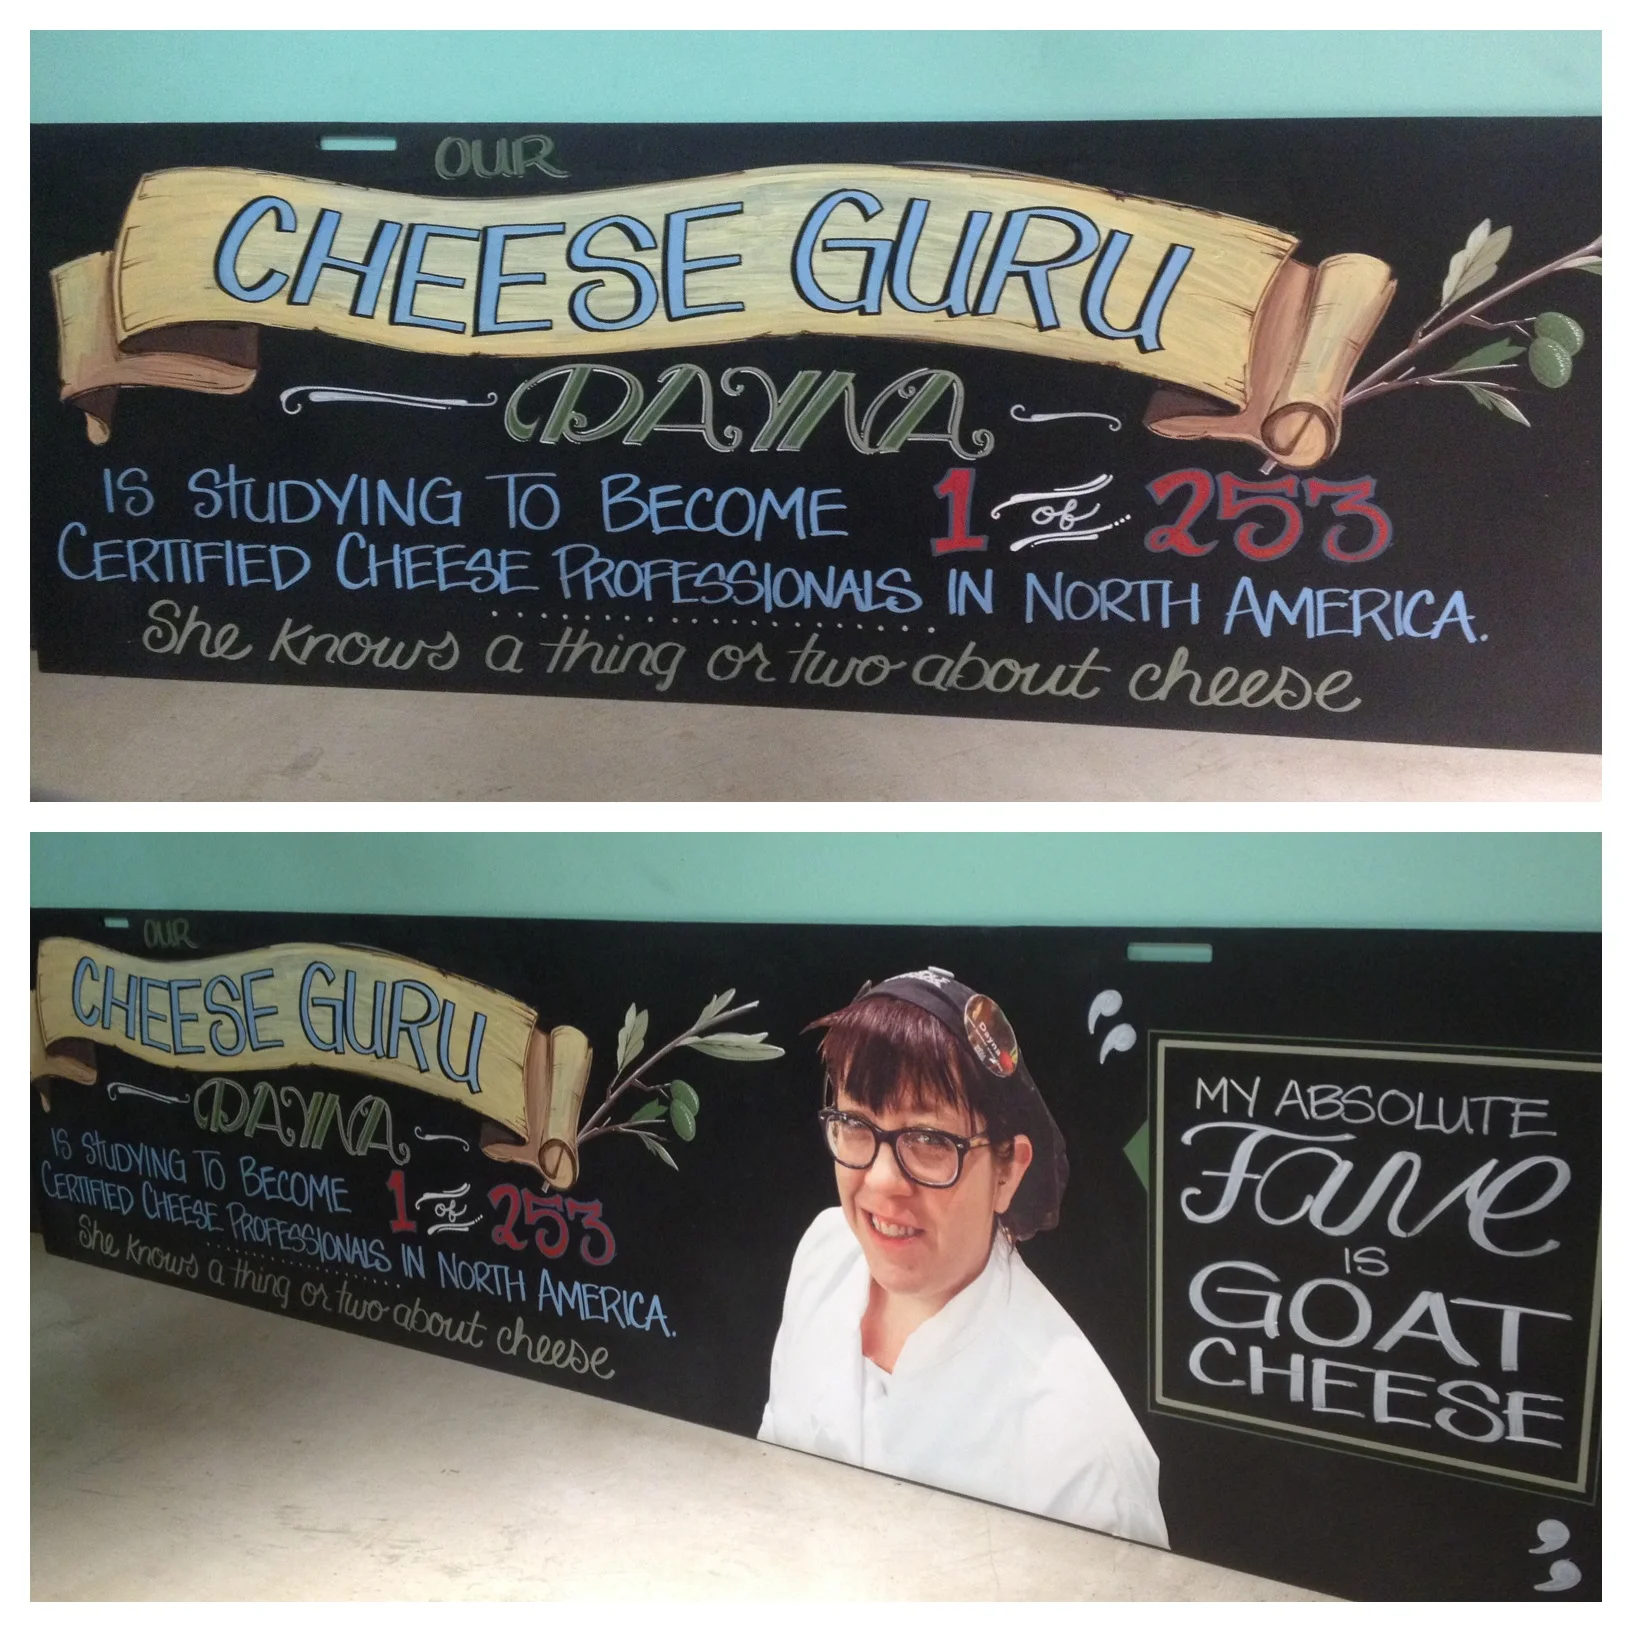 OUR
CHEESE GURU
DAYNA
IS STUDYING TO BECOME 1 of 253
CERTIFIED CHEESE PROFESSIONALS IN NORTH AMERICA.
She knows a thing or two about cheese
OUR
CHEESE GURU
DAYNA
IS STUDYING TO BECOME 1 of 253
CERTIFIED CHEESE PROFESSIONALS IN NORTH AMERICA.
She knows a thing or two about cheese
Dayna
“
MY ABSOLUTE
Fave
IS
GOAT
CHEESE
”